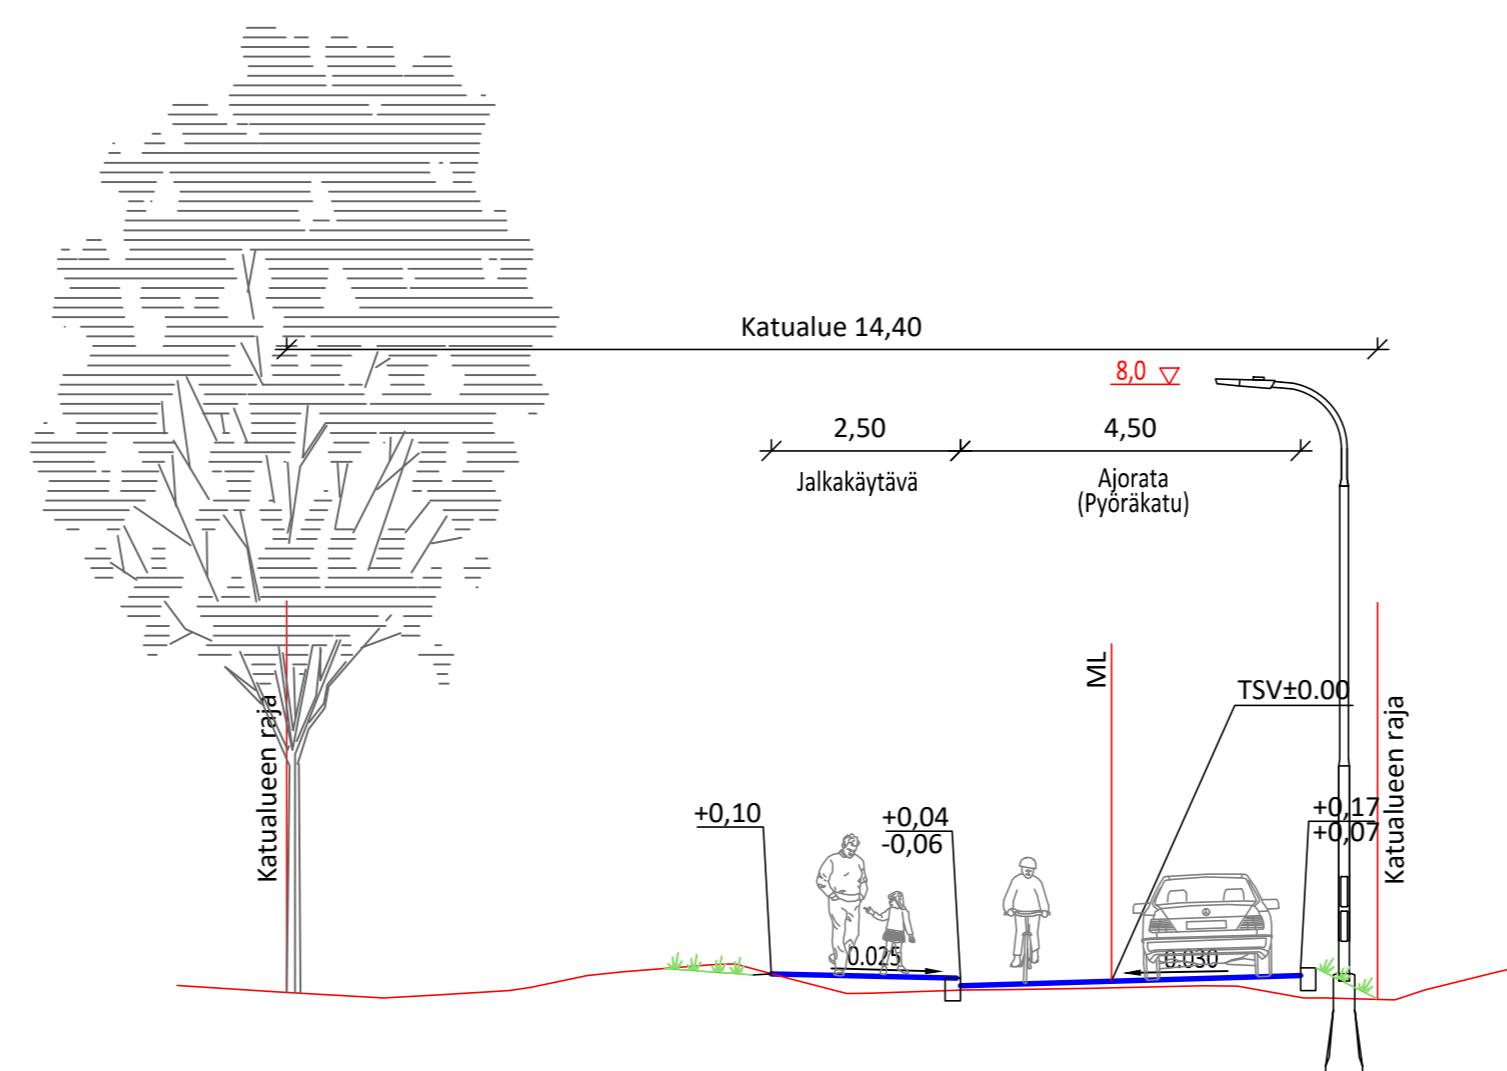 Katualue 14,40
8,0
2,50
4,50
Jalkakäytävä
Ajorata
(Pyöräkatu)
ML
TSV±0.00
Katualueen raja
Katualueen raja
+0,10
+0,04
-0,06
+0,17
+0,07
0.025
0.030